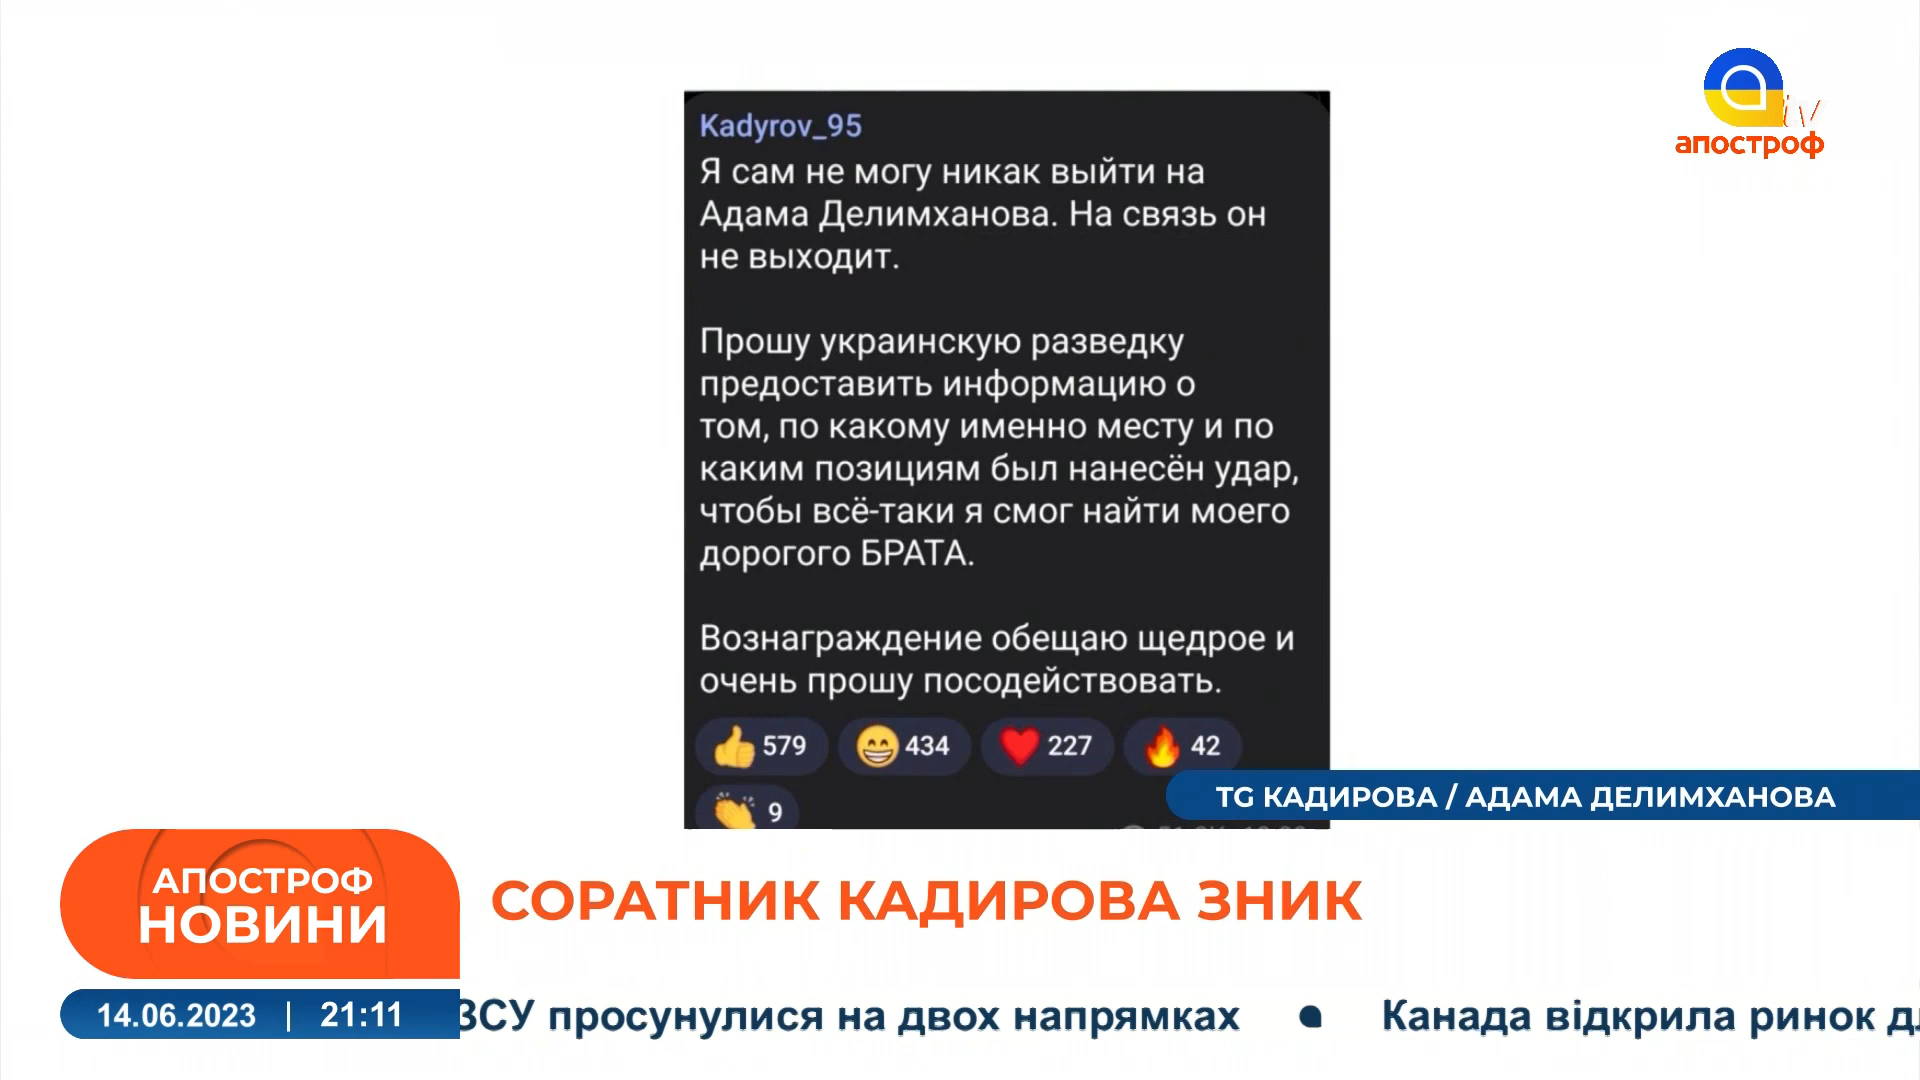 tv
апостроф
Kadyrov_95
Я сам не могу никак выйти на
Адама Делимханова. На связь он
не выходит.
Прошу украинскую разведку
предоставить информацию о
том, по какому именно месту и по
каким позициям был нанесён удар,
чтобы всё-таки я смог найти моего
дорогого БРАТА.
Вознаграждение обещаю щедрое и
очень прошу посодействовать.
579 434 227 42
9
TG КАДИРОВА / АДАМА ДЕЛИМХАНОВА
АПОСТРОФ
НОВИНИ
СОРАТНИК КАДИРОВА ЗНИК
14.06.2023 | 21:11
ЗСУ просунулися на двох напрямках • Канада відкрила ринок